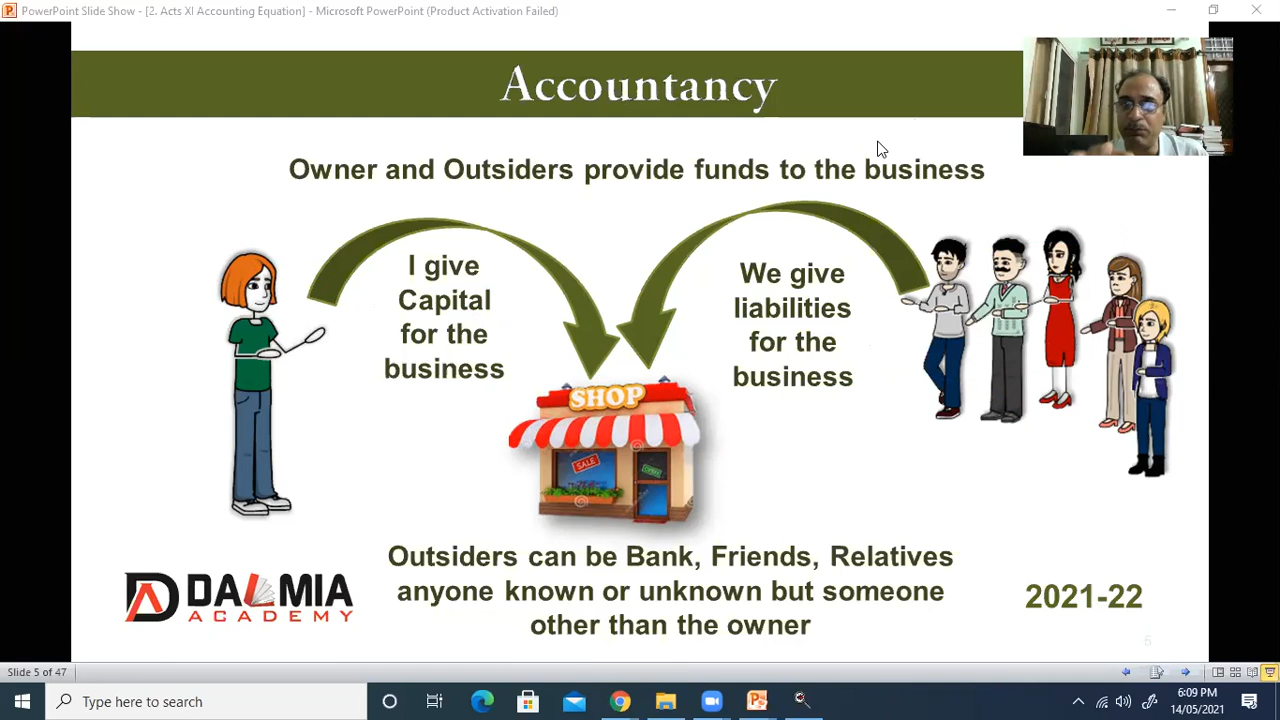 PowerPoint Slide Show - [2. Acts XI Accounting Equation] - Microsoft PowerPoint (Product Activation Failed)
Accountancy
Owner and Outsiders provide funds to the business
I give
Capital
for the
business
We give
liabilities
for the
business
SHOP
SALE
OPEN
Outsiders can be Bank, Friends, Relatives
anyone known or unknown but someone
other than the owner
DALMIA
ACADEMY
2021-22
Slide 5 of 47
Type here to search
6:09 PM
14/05/2021